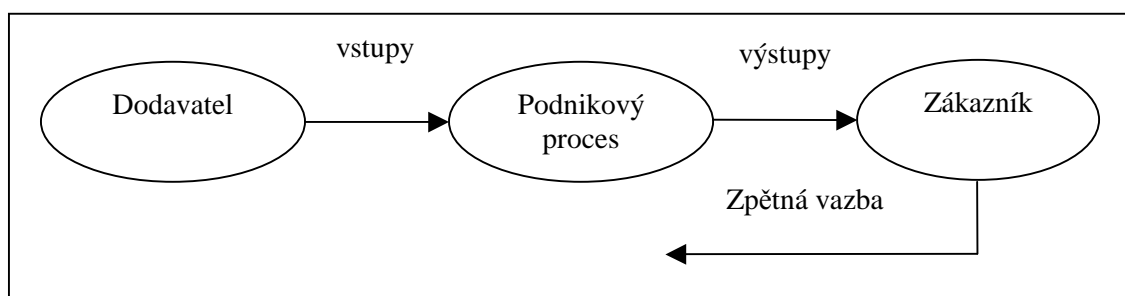 vstupy
výstupy
Dodavatel
Podnikový
proces
Zákazník
Zpětná vazba